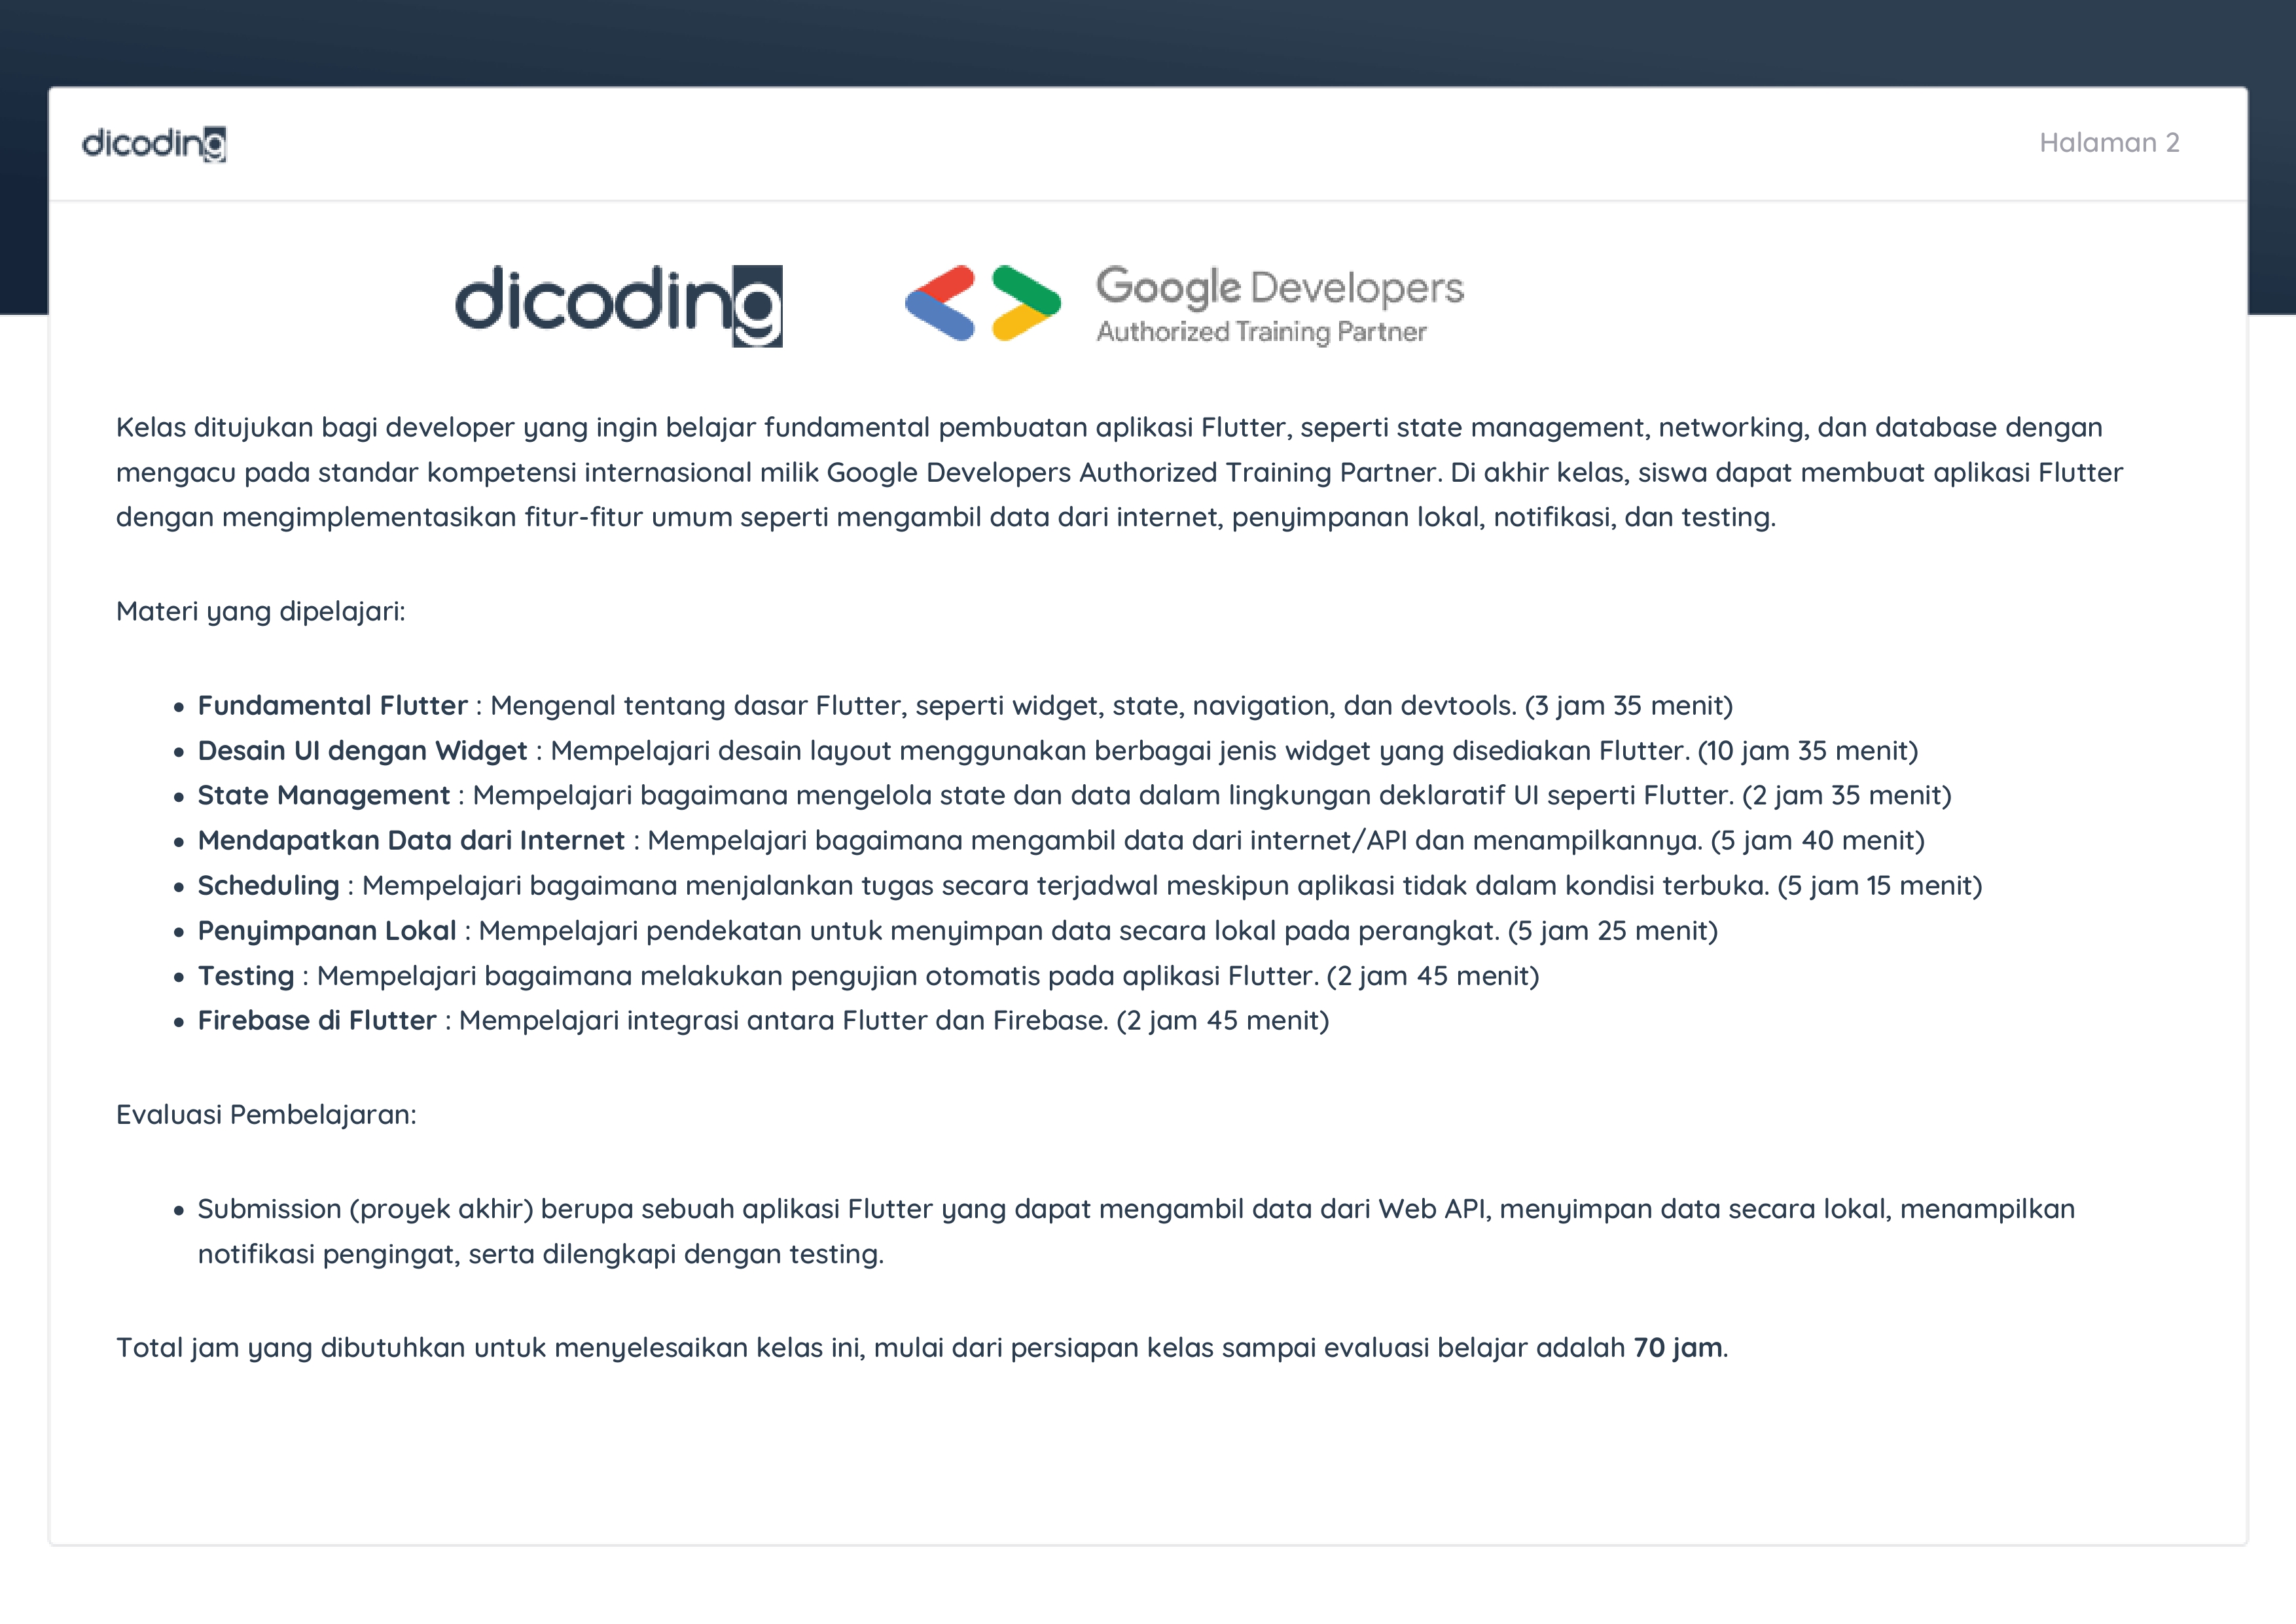 dicoding
Halaman 2
dicoding
Google Developers
Authorized Training Partner
Kelas ditujukan bagi developer yang ingin belajar fundamental pembuatan aplikasi Flutter, seperti state management, networking, dan database dengan
mengacu pada standar kompetensi internasional milik Google Developers Authorized Training Partner. Di akhir kelas, siswa dapat membuat aplikasi Flutter
dengan mengimplementasikan fitur-fitur umum seperti mengambil data dari internet, penyimpanan lokal, notifikasi, dan testing.
Materi yang dipelajari:
• Fundamental Flutter : Mengenal tentang dasar Flutter, seperti widget, state, navigation, dan devtools. (3 jam 35 menit)
• Desain UI dengan Widget : Mempelajari desain layout menggunakan berbagai jenis widget yang disediakan Flutter. (10 jam 35 menit)
• State Management : Mempelajari bagaimana mengelola state dan data dalam lingkungan deklaratif UI seperti Flutter. (2 jam 35 menit)
• Mendapatkan Data dari Internet : Mempelajari bagaimana mengambil data dari internet/API dan menampilkannya. (5 jam 40 menit)
• Scheduling : Mempelajari bagaimana menjalankan tugas secara terjadwal meskipun aplikasi tidak dalam kondisi terbuka. (5 jam 15 menit)
• Penyimpanan Lokal : Mempelajari pendekatan untuk menyimpan data secara lokal pada perangkat. (5 jam 25 menit)
• Testing : Mempelajari bagaimana melakukan pengujian otomatis pada aplikasi Flutter. (2 jam 45 menit)
• Firebase di Flutter : Mempelajari integrasi antara Flutter dan Firebase. (2 jam 45 menit)
Evaluasi Pembelajaran:
• Submission (proyek akhir) berupa sebuah aplikasi Flutter yang dapat mengambil data dari Web API, menyimpan data secara lokal, menampilkan
notifikasi pengingat, serta dilengkapi dengan testing.
Total jam yang dibutuhkan untuk menyelesaikan kelas ini, mulai dari persiapan kelas sampai evaluasi belajar adalah 70 jam.